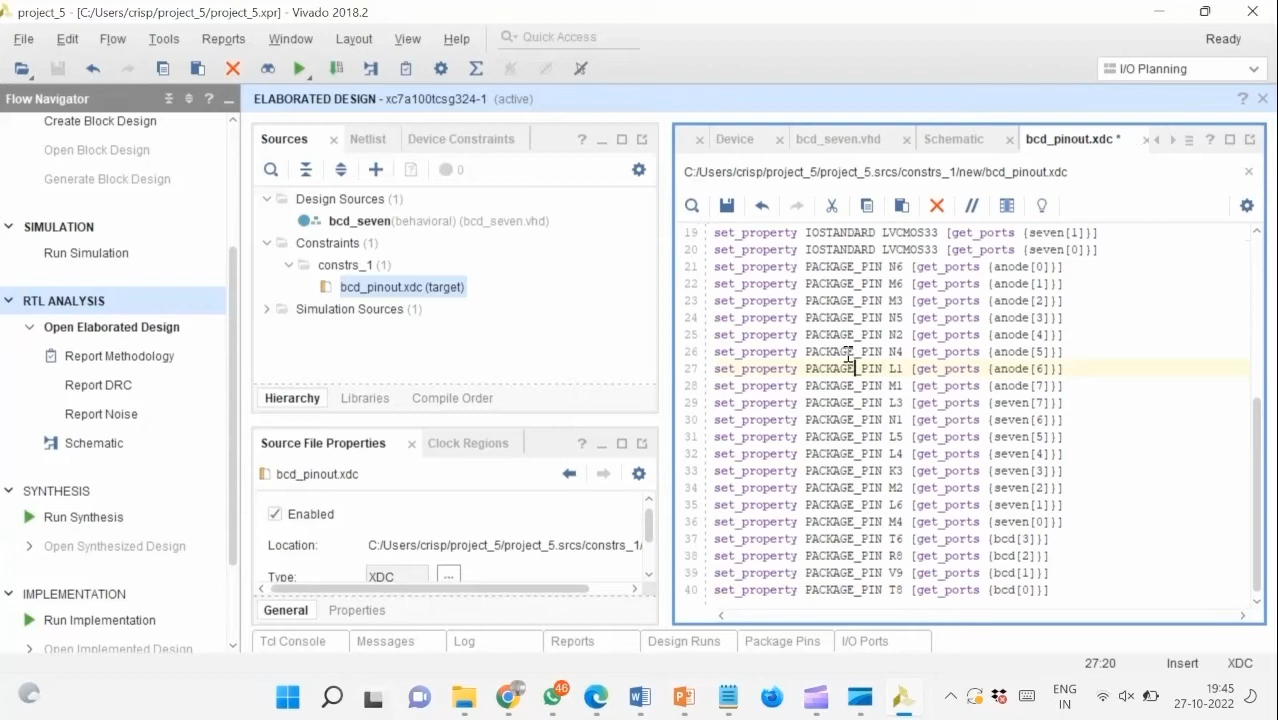 project_5 - [C:/Users/crisp/project_5/project_5.xpr] - Vivado 2018.2
File Edit Flow Tools Reports Window Layout View Help Quick Access Ready
I/O Planning
Flow Navigator
ELABORATED DESIGN - xc7a100tcsg324-1 (active)
Create Block Design
Open Block Design
Generate Block Design
SIMULATION
Run Simulation
RTL ANALYSIS
Open Elaborated Design
Report Methodology
Report DRC
Report Noise
Schematic
SYNTHESIS
Run Synthesis
Open Synthesized Design
IMPLEMENTATION
Run Implementation
Open Implemented Design
Sources Netlist Device Constraints
0
Design Sources (1)
bcd_seven(behavioral) (bcd_seven.vhd)
Constraints (1)
constrs_1 (1)
bcd_pinout.xdc (target)
Simulation Sources (1)
Hierarchy Libraries Compile Order
Source File Properties Clock Regions
bcd_pinout.xdc
Enabled
Location: C:/Users/crisp/project_5/project_5.srcs/constrs_1/
Type: XDC ...
General Properties
Device bcd_seven.vhd Schematic bcd_pinout.xdc *
C:/Users/crisp/project_5/project_5.srcs/constrs_1/new/bcd_pinout.xdc
19 set_property IOSTANDARD LVCMOS33 [get_ports {seven[1]}]
20 set_property IOSTANDARD LVCMOS33 [get_ports {seven[0]}]
21 set_property PACKAGE_PIN N6 [get_ports {anode[0]}]
22 set_property PACKAGE_PIN M6 [get_ports {anode[1]}]
23 set_property PACKAGE_PIN M3 [get_ports {anode[2]}]
24 set_property PACKAGE_PIN N5 [get_ports {anode[3]}]
25 set_property PACKAGE_PIN N2 [get_ports {anode[4]}]
26 set_property PACKAGE_PIN N4 [get_ports {anode[5]}]
27 set_property PACKAGE_PIN L1 [get_ports {anode[6]}]
28 set_property PACKAGE_PIN M1 [get_ports {anode[7]}]
29 set_property PACKAGE_PIN L3 [get_ports {seven[7]}]
30 set_property PACKAGE_PIN N1 [get_ports {seven[6]}]
31 set_property PACKAGE_PIN L5 [get_ports {seven[5]}]
32 set_property PACKAGE_PIN L4 [get_ports {seven[4]}]
33 set_property PACKAGE_PIN K3 [get_ports {seven[3]}]
34 set_property PACKAGE_PIN M2 [get_ports {seven[2]}]
35 set_property PACKAGE_PIN L6 [get_ports {seven[1]}]
36 set_property PACKAGE_PIN M4 [get_ports {seven[0]}]
37 set_property PACKAGE_PIN T6 [get_ports {bcd[3]}]
38 set_property PACKAGE_PIN R8 [get_ports {bcd[2]}]
39 set_property PACKAGE_PIN V9 [get_ports {bcd[1]}]
40 set_property PACKAGE_PIN T8 [get_ports {bcd[0]}]
Tcl Console Messages Log Reports Design Runs Package Pins I/O Ports
27:20 Insert XDC
46
ENG
IN
19:45
27-10-2022